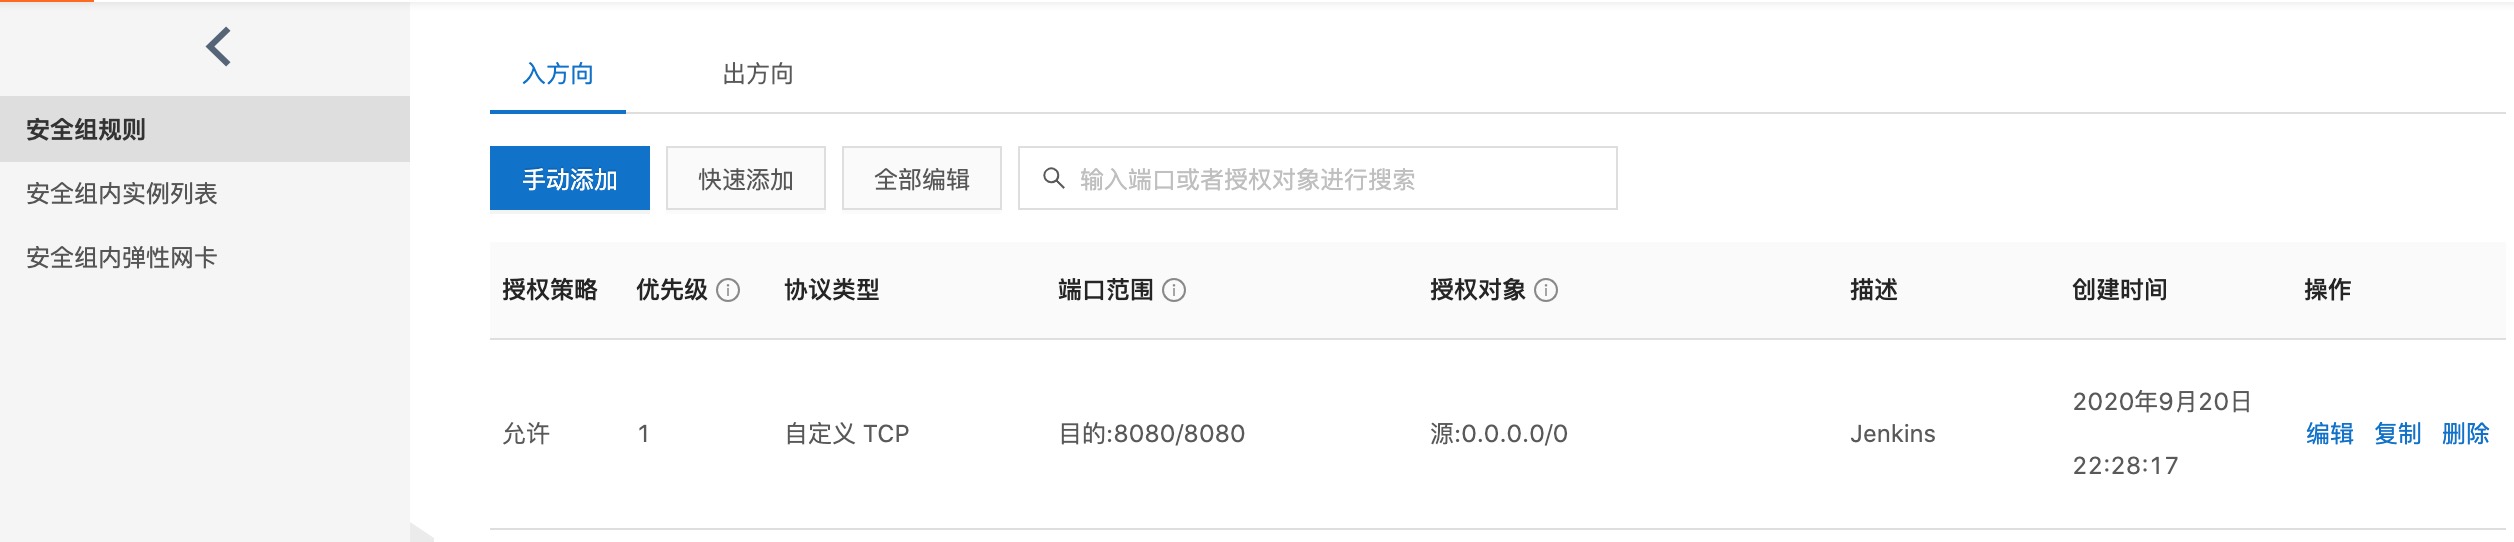 入方向 出方向
安全组规则
安全组内实例列表
安全组内弹性网卡
手动添加 快速添加 全部编辑 输入端口或者授权对象进行搜索
授权策略 优先级 协议类型 端口范围 授权对象 描述 创建时间 操作
允许 1 自定义 TCP 目的:8080/8080 源:0.0.0.0/0 Jenkins 2020年9月20日 22:28:17 编辑 复制 删除